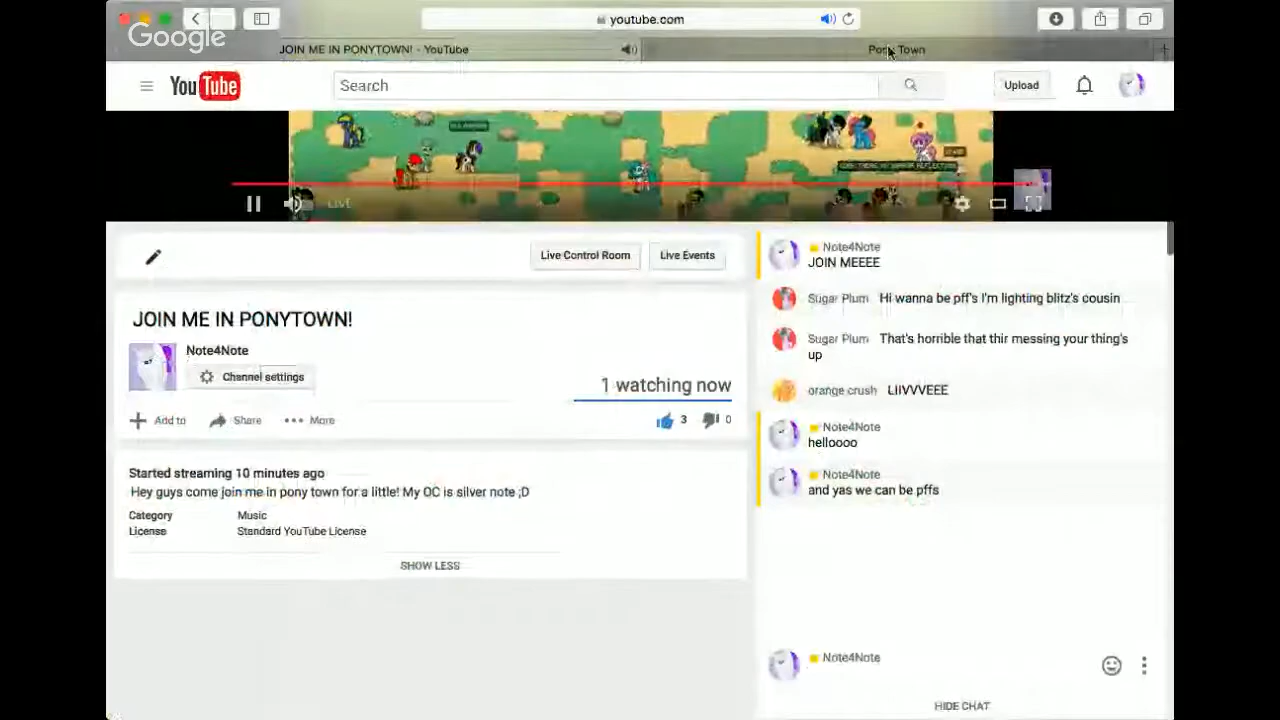 Google
youtube.com
JOIN ME IN PONYTOWN! - YouTube
Pony Town
YouTube
Search
Upload
LIVE
Live Control Room
Live Events
JOIN ME IN PONYTOWN!
Note4Note
Channel settings
1 watching now
Add to
Share
More
3
0
Started streaming 10 minutes ago
Hey guys come join me in pony town for a little! My OC is silver note ;D
Category
Music
License
Standard YouTube License
SHOW LESS
Note4Note
JOIN MEEEE
Sugar Plum Hi wanna be pff's I'm lighting blitz's cousin
Sugar Plum That's horrible that thir messing your thing's
up
orange crush LIIVVVEEE
Note4Note
helloooo
Note4Note
and yas we can be pffs
Note4Note
HIDE CHAT